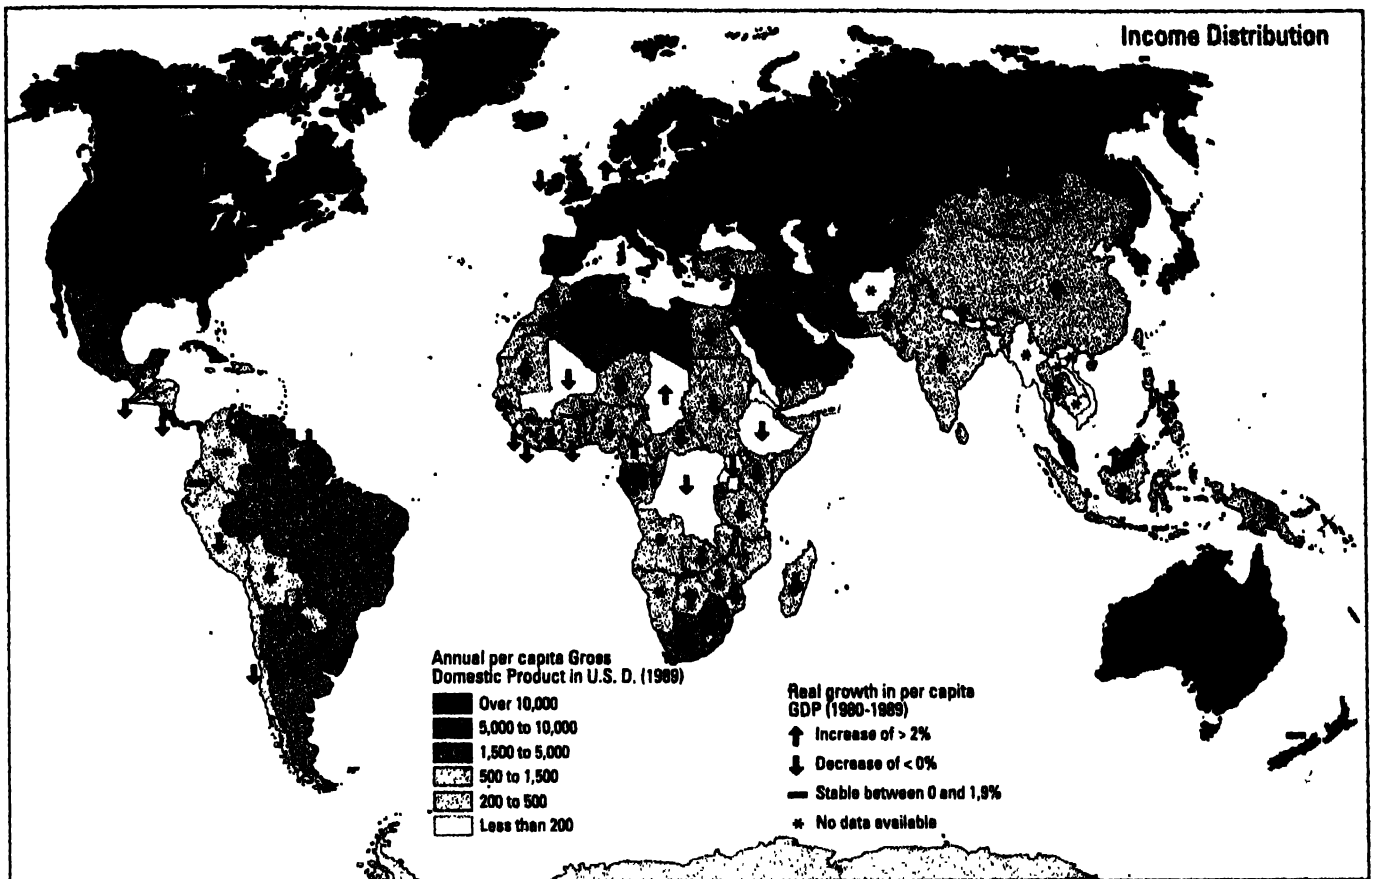 Income Distribution
Annual per capita Gross
Domestic Product in U.S. D. (1989)
Over 10,000
5,000 to 10,000
1,500 to 5,000
500 to 1,500
200 to 500
Less than 200
Real growth in per capita
GDP (1980-1989)
Increase of > 2%
Decrease of < 0%
Stable between 0 and 1,9%
* No data available